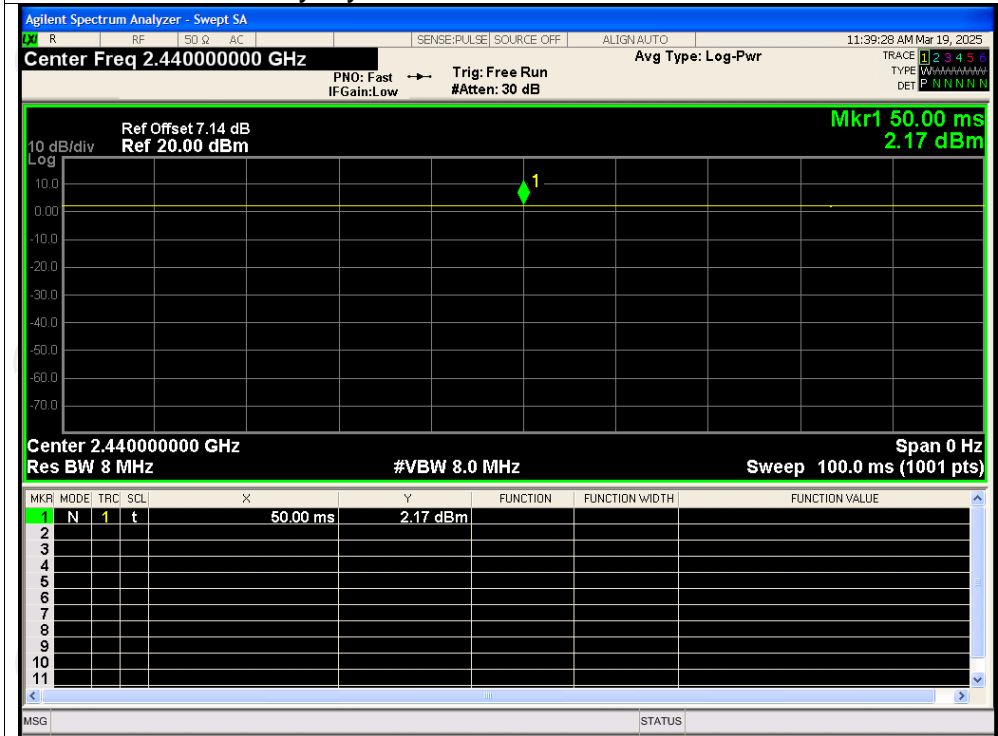 Agilent Spectrum Analyzer - Swept SA
LXI R RF 50 Ω AC SENSE:PULSE SOURCE OFF ALIGN AUTO 11:39:28 AM Mar 19, 2025
Center Freq 2.440000000 GHz Avg Type: Log-Pwr TRACE 1 2 3 4 5 6
PNO: Fast Trig: Free Run TYPE
IFGain:Low #Atten: 30 dB DET P N N N N N
Mkr1 50.00 ms
Ref Offset 7.14 dB
10 dB/div Ref 20.00 dBm 2.17 dBm
Log
1
10.0
0.00
-10.0
-20.0
-30.0
-40.0
-50.0
-60.0
-70.0
Center 2.440000000 GHz Span 0 Hz
Res BW 8 MHz #VBW 8.0 MHz Sweep 100.0 ms (1001 pts)
MKR MODE TRC SCL X Y FUNCTION FUNCTION WIDTH FUNCTION VALUE
1 N 1 t 50.00 ms 2.17 dBm
2
3
4
5
6
7
8
9
10
11
MSG STATUS